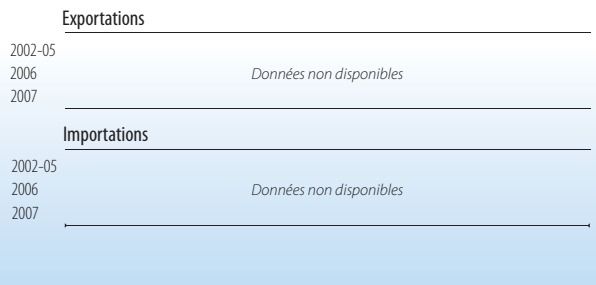 Exportations
2002-05
2006 Données non disponibles
2007
Importations
2002-05
2006 Données non disponibles
2007